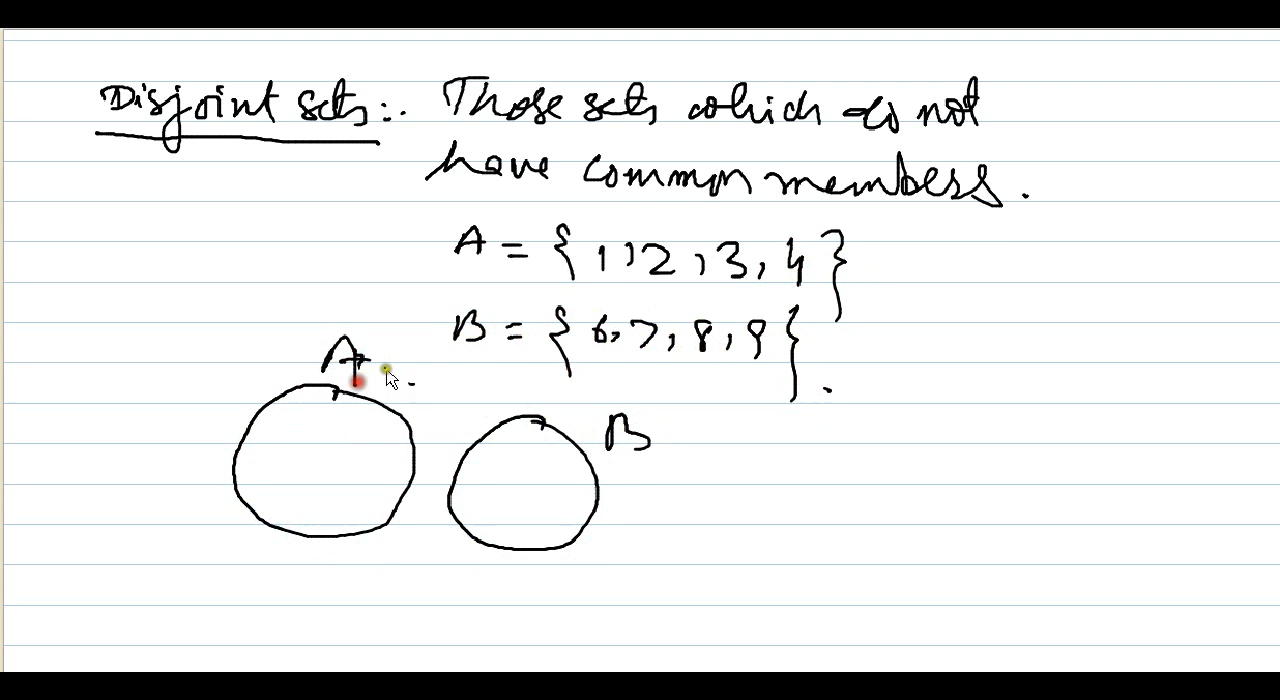 Disjoint sets:. Those sets which do not
have common members.
A = { 1, 2, 3, 4 }
B = { 6, 7, 8, 9 }.
A
B